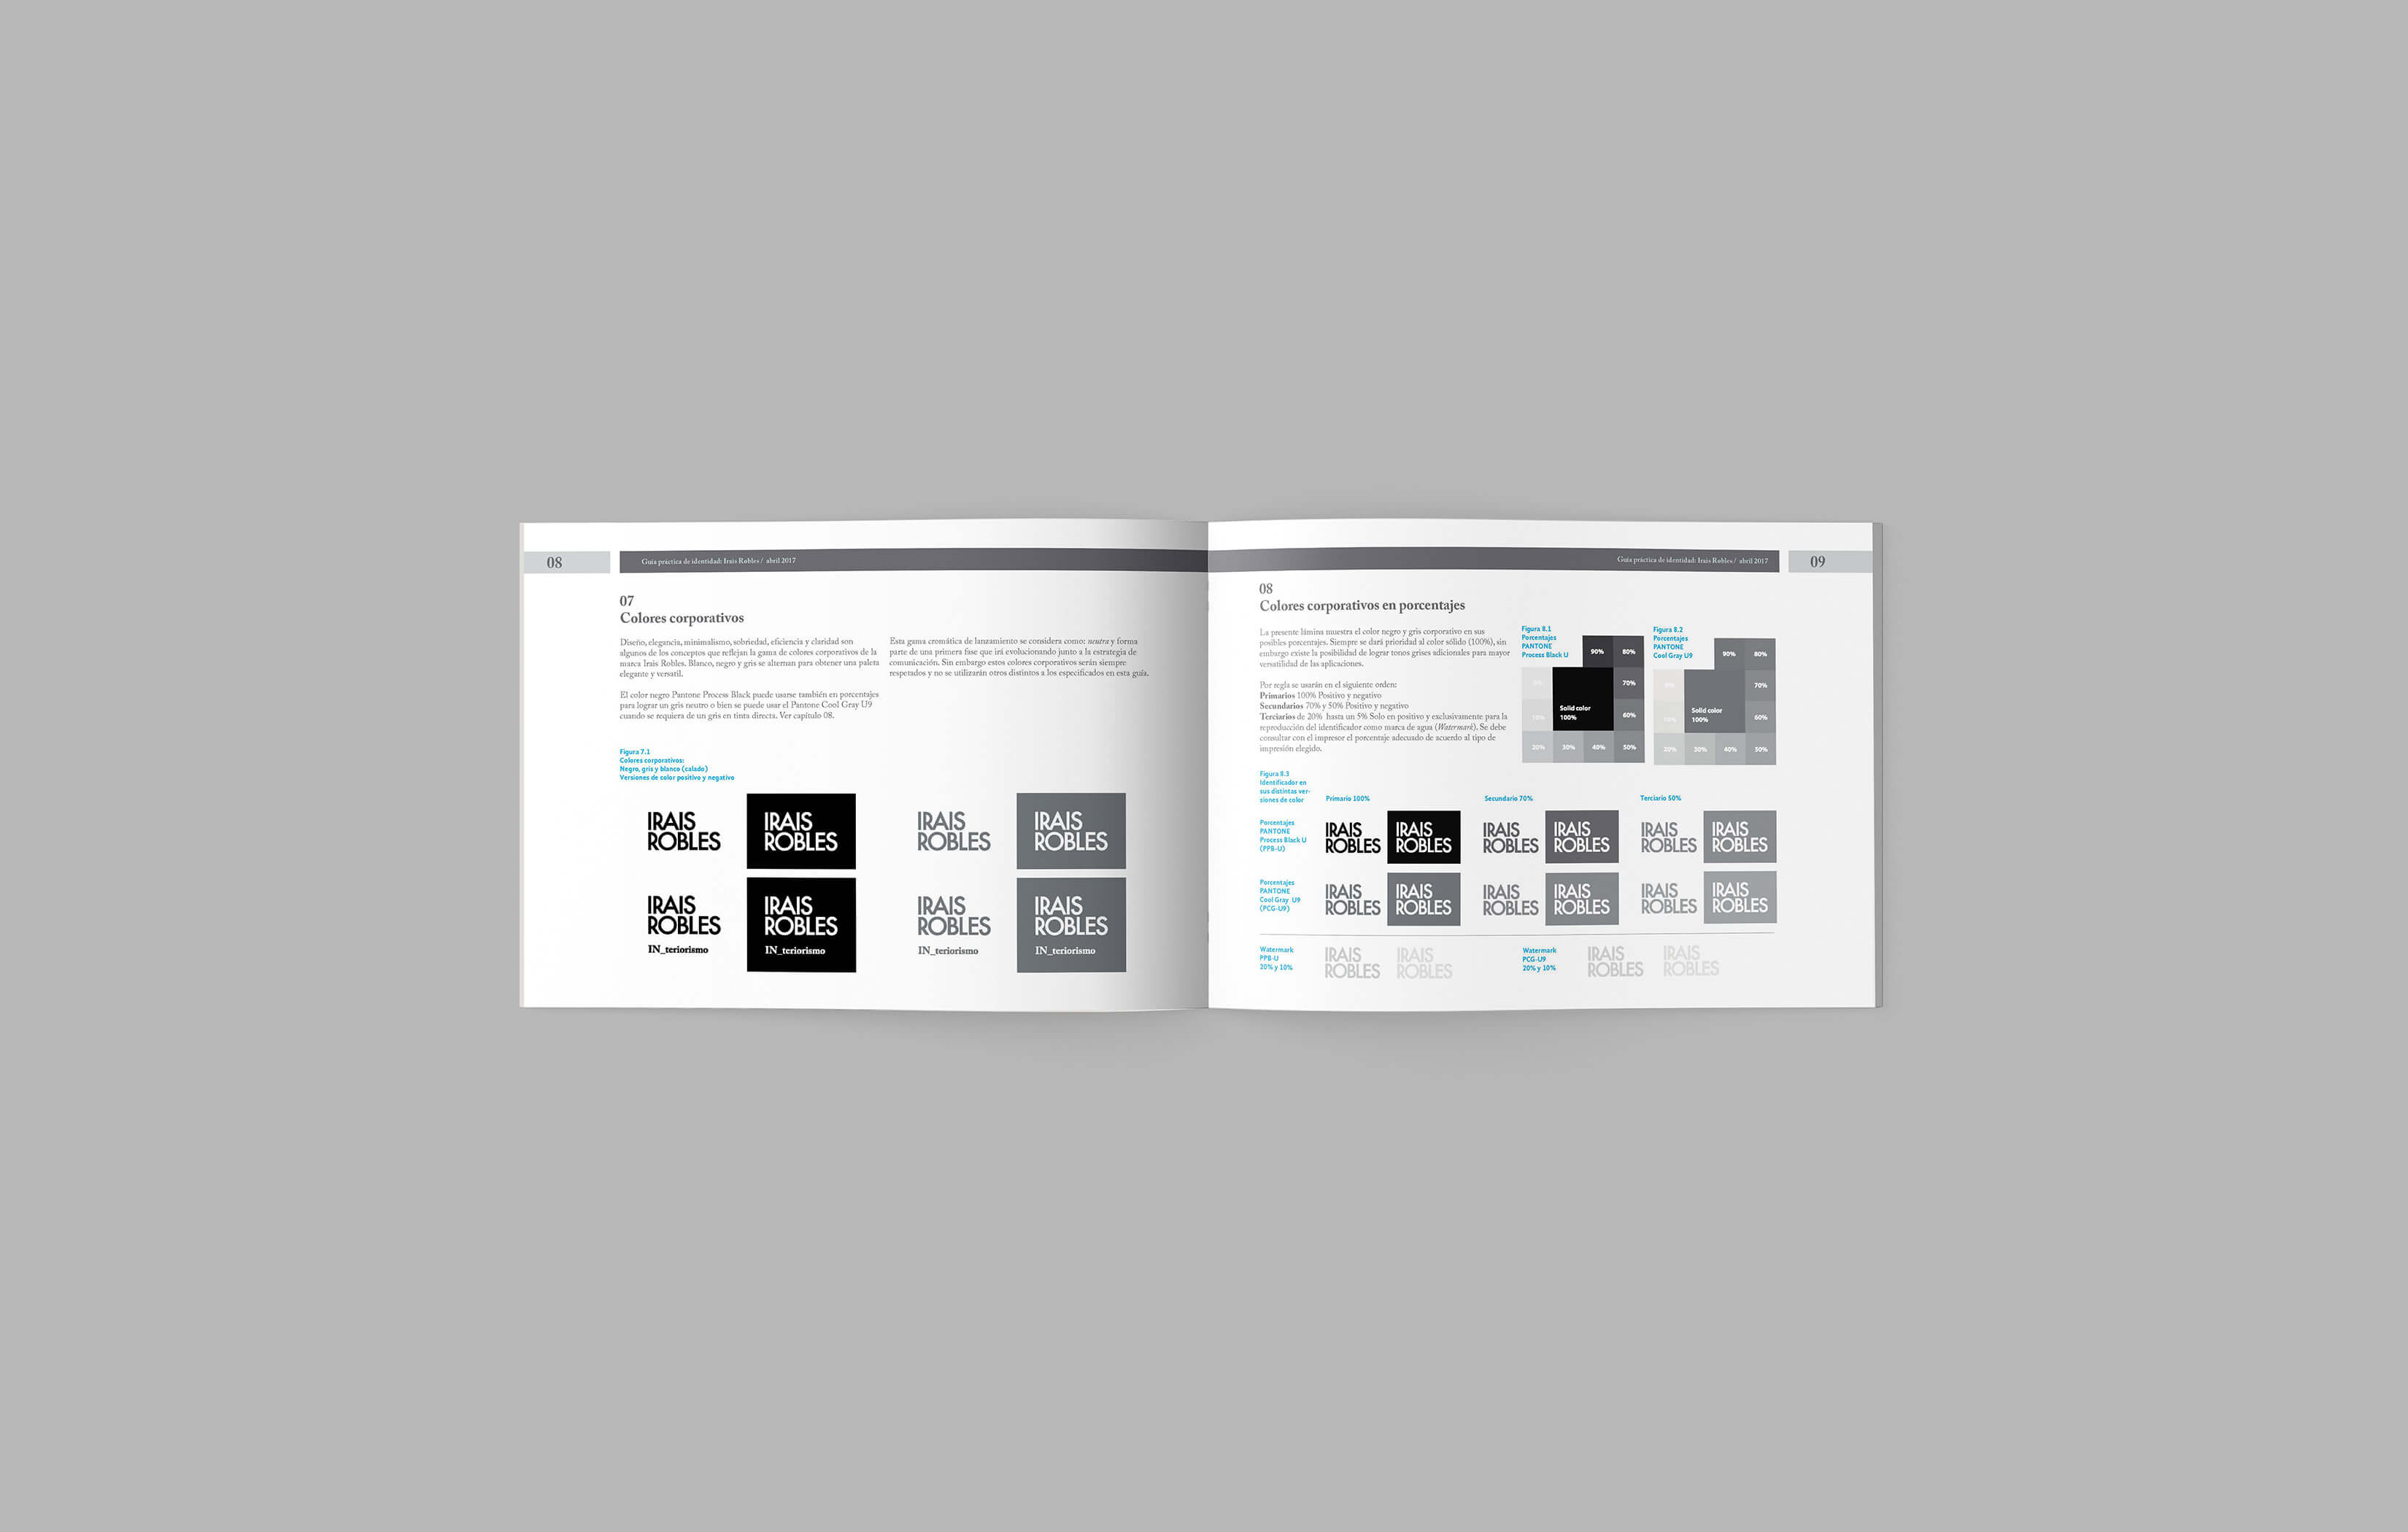 08
Guía práctica de identidad: Irais Robles / abril 2017
07
Colores corporativos
Diseño, elegancia, minimalismo, sobriedad, eficiencia y claridad son
algunos de los conceptos que reflejan la gama de colores corporativos de la
marca Irais Robles. Blanco, negro y gris se alternan para obtener una paleta
elegante y versatil.
El color negro Pantone Process Black puede usarse también en porcentajes
para lograr un gris neutro o bien se puede usar el Pantone Cool Gray U9
cuando se requiera de un gris en tinta directa. Ver capítulo 08.
Esta gama cromática de lanzamiento se considera como: neutra y forma
parte de una primera fase que irá evolucionando junto a la estrategia de
comunicación. Sin embargo estos colores corporativos serán siempre
respetados y no se utilizarán otros distintos a los especificados en esta guía.
Figura 7.1
Colores corporativos:
Negro, gris y blanco (calado)
Versiones de color positivo y negativo
IRAIS
ROBLES
IRAIS
ROBLES
IRAIS
ROBLES
IRAIS
ROBLES
IRAIS
ROBLES
IN_teriorismo
IRAIS
ROBLES
IN_teriorismo
IRAIS
ROBLES
IN_teriorismo
IRAIS
ROBLES
IN_teriorismo
Guía práctica de identidad: Irais Robles / abril 2017
09
08
Colores corporativos en porcentajes
La presente lámina muestra el color negro y gris corporativo en sus
posibles porcentajes. Siempre se dará prioridad al color sólido (100%), sin
embargo existe la posibilidad de lograr tonos grises adicionales para mayor
versatilidad de las aplicaciones.
Por regla se usarán en el siguiente orden:
Primarios 100% Positivo y negativo
Secundarios 70% y 50% Positivo y negativo
Terciarios de 20% hasta un 5% Solo en positivo y exclusivamente para la
reproducción del identificador como marca de agua (Watermark). Se debe
consultar con el impresor el porcentaje adecuado de acuerdo al tipo de
impresión elegido.
Figura 8.1
Porcentajes
PANTONE
Process Black U
90% 80%
70%
Solid color
100%
60%
20% 30% 40% 50%
Figura 8.2
Porcentajes
PANTONE
Cool Gray U9
90% 80%
70%
Solid color
100%
60%
20% 30% 40% 50%
Figura 8.3
Identificador en
sus distintas ver-
siones de color
Primario 100%
Secundario 70%
Terciario 50%
Porcentajes
PANTONE
Process Black U
(PPB-U)
IRAIS
ROBLES
IRAIS
ROBLES
IRAIS
ROBLES
IRAIS
ROBLES
IRAIS
ROBLES
IRAIS
ROBLES
Porcentajes
PANTONE
Cool Gray U9
(PCG-U9)
IRAIS
ROBLES
IRAIS
ROBLES
IRAIS
ROBLES
IRAIS
ROBLES
IRAIS
ROBLES
IRAIS
ROBLES
Watermark
PPB-U
20% y 10%
IRAIS
ROBLES
IRAIS
ROBLES
Watermark
PCG-U9
20% y 10%
IRAIS
ROBLES
IRAIS
ROBLES